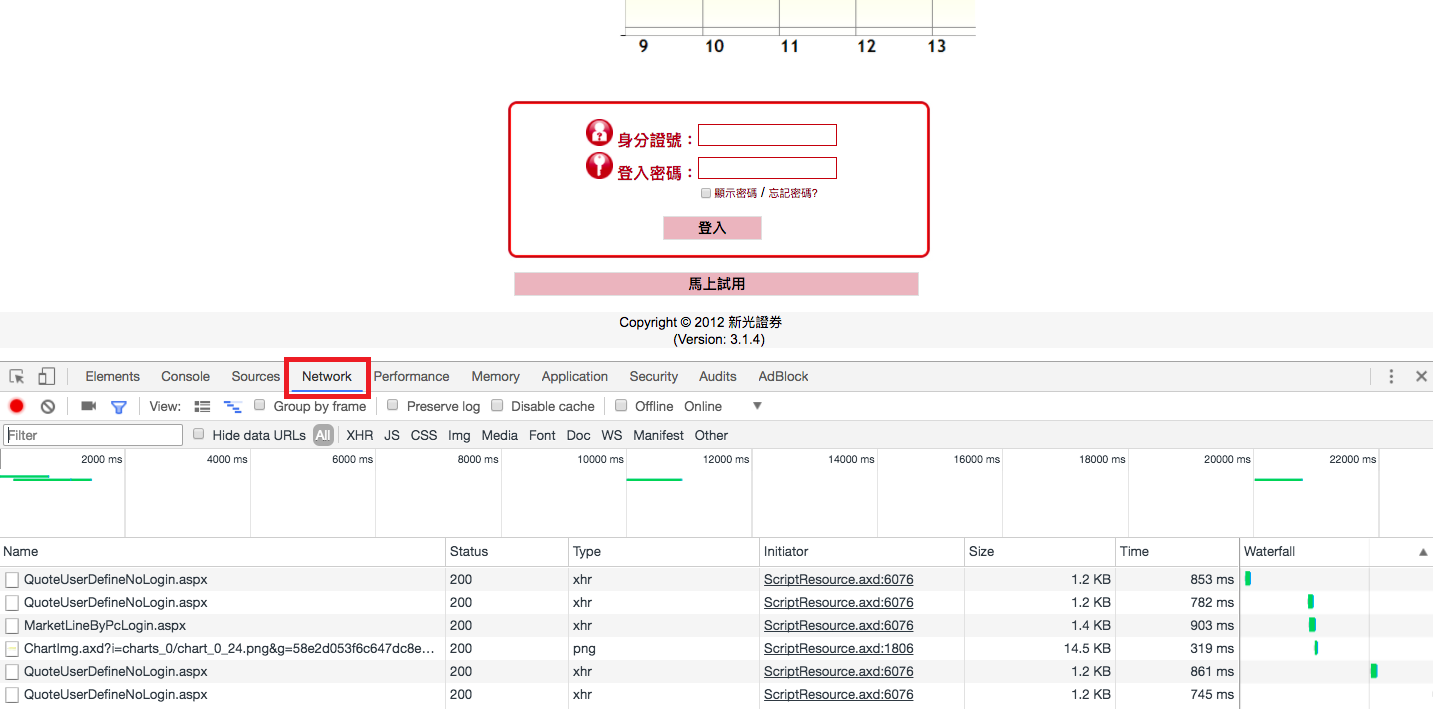 9 10 11 12 13
身分證號：
登入密碼：
顯示密碼 / 忘記密碼?
登入
馬上試用
Copyright © 2012 新光證券
(Version: 3.1.4)
Elements Console Sources Network Performance Memory Application Security Audits AdBlock
View: Group by frame Preserve log Disable cache Offline Online
Filter Hide data URLs All XHR JS CSS Img Media Font Doc WS Manifest Other
2000 ms 4000 ms 6000 ms 8000 ms 10000 ms 12000 ms 14000 ms 16000 ms 18000 ms 20000 ms 22000 ms
Name Status Type Initiator Size Time Waterfall
QuoteUserDefineNoLogin.aspx 200 xhr ScriptResource.axd:6076 1.2 KB 853 ms
QuoteUserDefineNoLogin.aspx 200 xhr ScriptResource.axd:6076 1.2 KB 782 ms
MarketLineByPcLogin.aspx 200 xhr ScriptResource.axd:6076 1.4 KB 903 ms
ChartImg.axd?i=charts_0/chart_0_24.png&g=58e2d053f6c647dc8e... 200 png ScriptResource.axd:1806 14.5 KB 319 ms
QuoteUserDefineNoLogin.aspx 200 xhr ScriptResource.axd:6076 1.2 KB 861 ms
QuoteUserDefineNoLogin.aspx 200 xhr ScriptResource.axd:6076 1.2 KB 745 ms